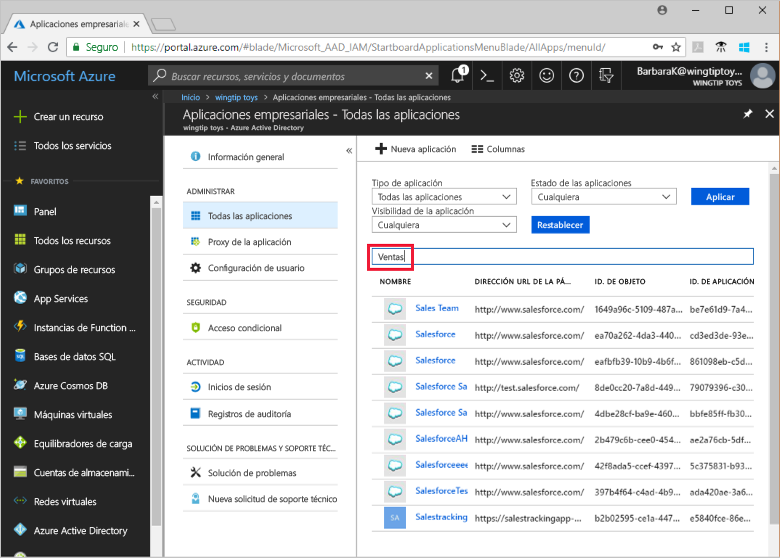 Aplicaciones empresariales
Seguro https://portal.azure.com/#blade/Microsoft_AAD_IAM/StartboardApplicationsMenuBlade/AllApps/menuId/
Microsoft Azure
Buscar recursos, servicios y documentos
1
BarbaraK@wingtiptoy...
WINGTIP TOYS
Inicio > wingtip toys > Aplicaciones empresariales - Todas las aplicaciones
Aplicaciones empresariales - Todas las aplicaciones
wingtip toys - Azure Active Directory
Crear un recurso
Todos los servicios
FAVORITOS
Panel
Todos los recursos
Grupos de recursos
App Services
Instancias de Function ...
Bases de datos SQL
Azure Cosmos DB
Máquinas virtuales
Equilibradores de carga
Cuentas de almacenami...
Redes virtuales
Azure Active Directory
Información general
ADMINISTRAR
Todas las aplicaciones
Proxy de la aplicación
Configuración de usuario
SEGURIDAD
Acceso condicional
ACTIVIDAD
Inicios de sesión
Registros de auditoría
SOLUCIÓN DE PROBLEMAS Y SOPORTE TÉC...
Solución de problemas
Nueva solicitud de soporte técnico
Nueva aplicación Columnas
Tipo de aplicación Estado de las aplicaciones
Todas las aplicaciones Cualquiera Aplicar
Visibilidad de la aplicación
Cualquiera Restablecer
Ventas
NOMBRE DIRECCIÓN URL DE LA PÁ... ID. DE OBJETO ID. DE APLICACIÓN
Sales Team http://www.salesforce.com/ 1649a96c-5109-487a... be7e61d9-7a4...
Salesforce http://www.salesforce.com/ ea70a262-4da3-440... cd3ed3de-93e...
Salesforce http://www.salesforce.com/ eafbfb39-10b9-4b6f... 861098eb-c5d...
Salesforce Sa http://test.salesforce.com/ 8de0cc20-7a8d-449... 79079396-c30...
Salesforce Sa http://www.salesforce.com/ 4dbe28cf-ba9e-460... bbfe85ff-fb30...
SalesforceAH http://www.salesforce.com/ 2b479c6b-cee0-454... ae2a76cb-5df...
Salesforceeee http://www.salesforce.com/ 42f8ada5-ccef-4397... 5c375831-b93...
SalesforceTes http://www.salesforce.com/ 397b4f64-c4ad-4b9... ada420ae-3a6...
SA Salestracking https://salestrackingapp-... b2b02595-ce1a-447... e5840fce-86e...